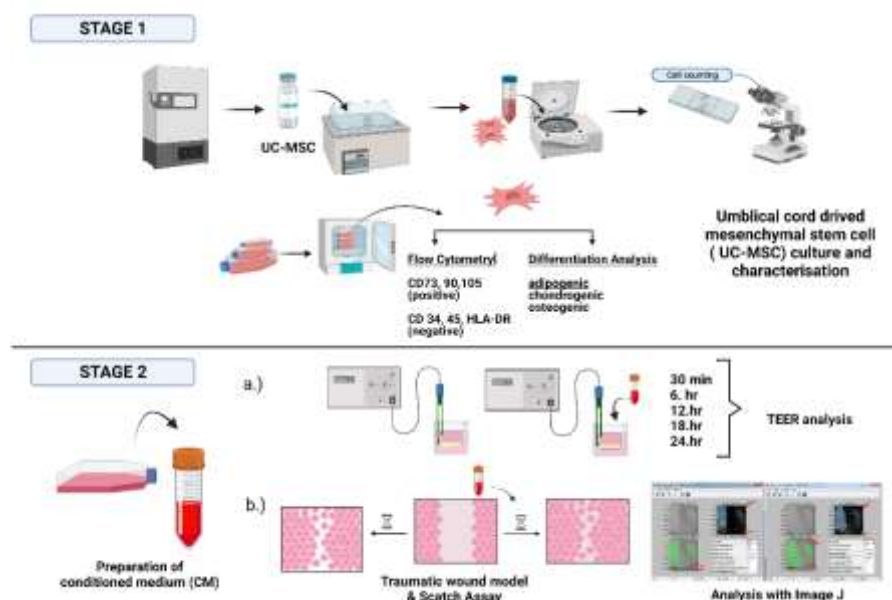 STAGE 1
Cell counting
UC-MSC
Umblical cord drived
mesenchymal stem cell
( UC-MSC) culture and
characterisation
Flow Cytometryl
CD73, 90,105
(positive)
CD 34, 45, HLA-DR
(negative)
Differentiation Analysis
adipogenic
chondrogenic
osteogenic
STAGE 2
a.)
30 min
6. hr
12.hr
18.hr
24.hr
TEER analysis
b.)
Preparation of
conditioned medium (CM)
Traumatic wound model
& Scatch Assay
Analysis with Image J